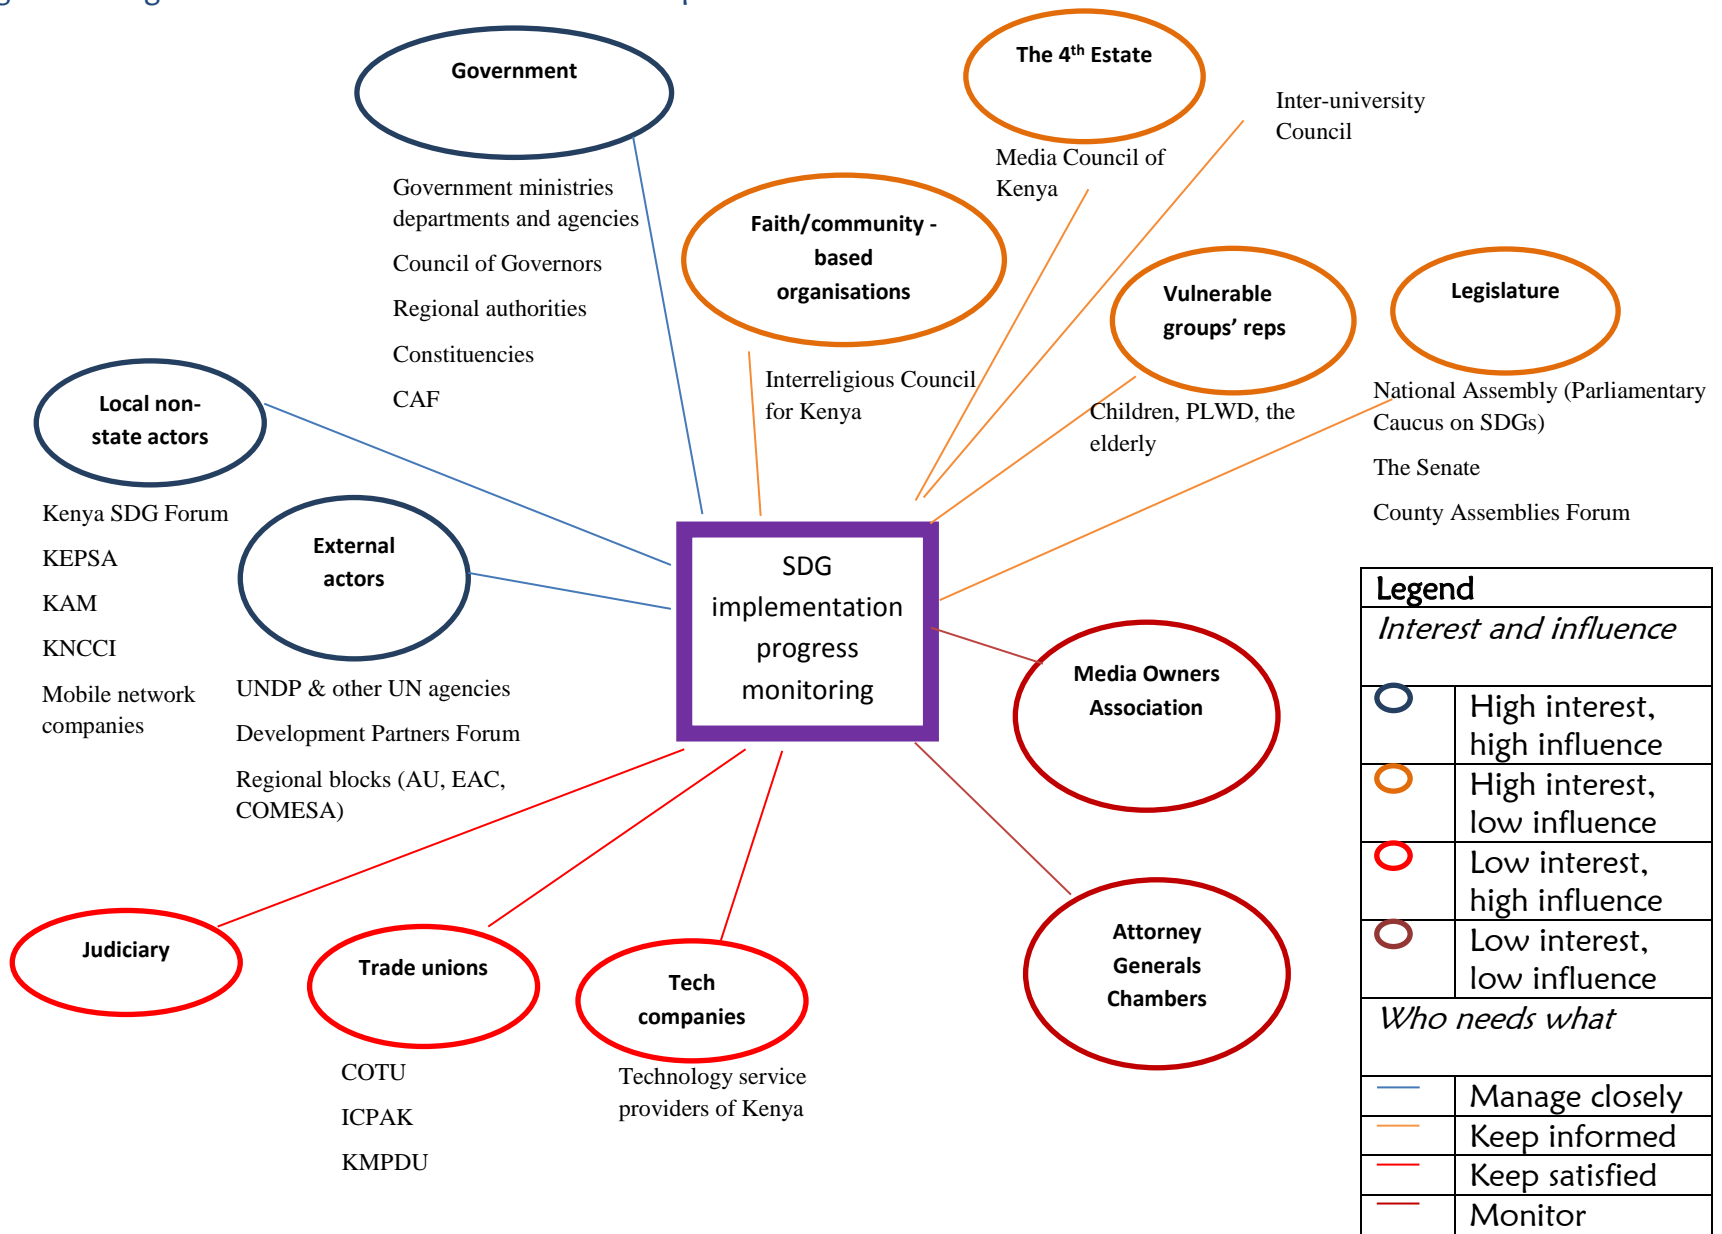 Government
Government ministries
departments and agencies
Council of Governors
Regional authorities
Constituencies
CAF
The 4th Estate
Media Council of
Kenya
Inter-university
Council
Faith/community -
based
organisations
Interreligious Council
for Kenya
Vulnerable
groups’ reps
Children, PLWD, the
elderly
Legislature
National Assembly (Parliamentary
Caucus on SDGs)
The Senate
County Assemblies Forum
Local non-
state actors
Kenya SDG Forum
KEPSA
KAM
KNCCI
Mobile network
companies
External
actors
UNDP & other UN agencies
Development Partners Forum
Regional blocks (AU, EAC,
COMESA)
SDG
implementation
progress
monitoring
Media Owners
Association
Attorney
Generals
Chambers
Judiciary
Trade unions
COTU
ICPAK
KMPDU
Tech
companies
Technology service
providers of Kenya
Legend
Interest and influence
High interest,
high influence
High interest,
low influence
Low interest,
high influence
Low interest,
low influence
Who needs what
Manage closely
Keep informed
Keep satisfied
Monitor